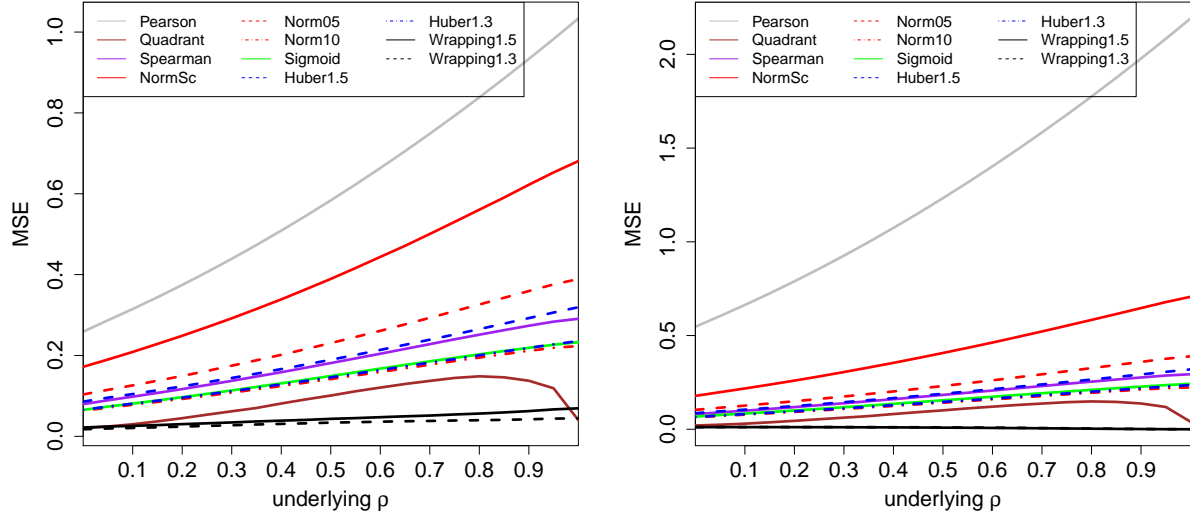 Pearson
Quadrant
Spearman
NormSc
Norm05
Norm10
Sigmoid
Huber1.5
Huber1.3
Wrapping1.5
Wrapping1.3
MSE
0.0
0.2
0.4
0.6
0.8
1.0
0.1 0.2 0.3 0.4 0.5 0.6 0.7 0.8 0.9
underlying ρ
Pearson
Quadrant
Spearman
NormSc
Norm05
Norm10
Sigmoid
Huber1.5
Huber1.3
Wrapping1.5
Wrapping1.3
MSE
0.0
0.5
1.0
1.5
2.0
0.1 0.2 0.3 0.4 0.5 0.6 0.7 0.8 0.9
underlying ρ